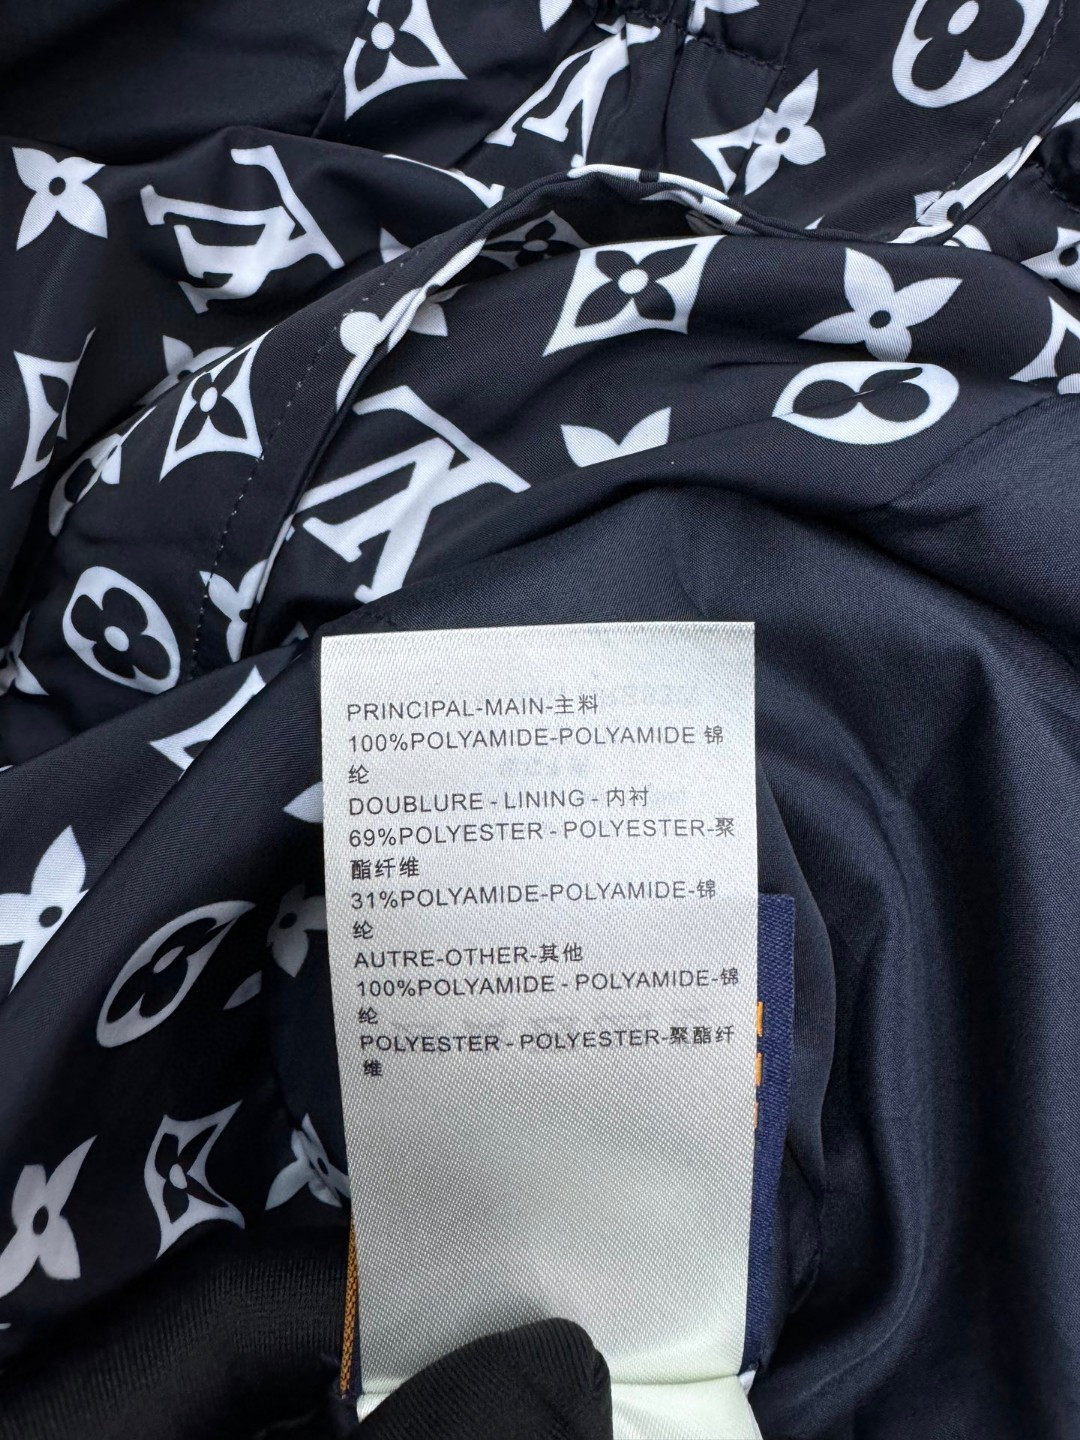 PRINCIPAL-MAIN-主料
100%POLYAMIDE-POLYAMIDE 锦
纶
DOUBLURE - LINING - 内衬
69%POLYESTER - POLYESTER-聚
酯纤维
31%POLYAMIDE-POLYAMIDE-锦
纶
AUTRE-OTHER-其他
100%POLYAMIDE - POLYAMIDE-锦
纶
POLYESTER - POLYESTER-聚酯纤
维